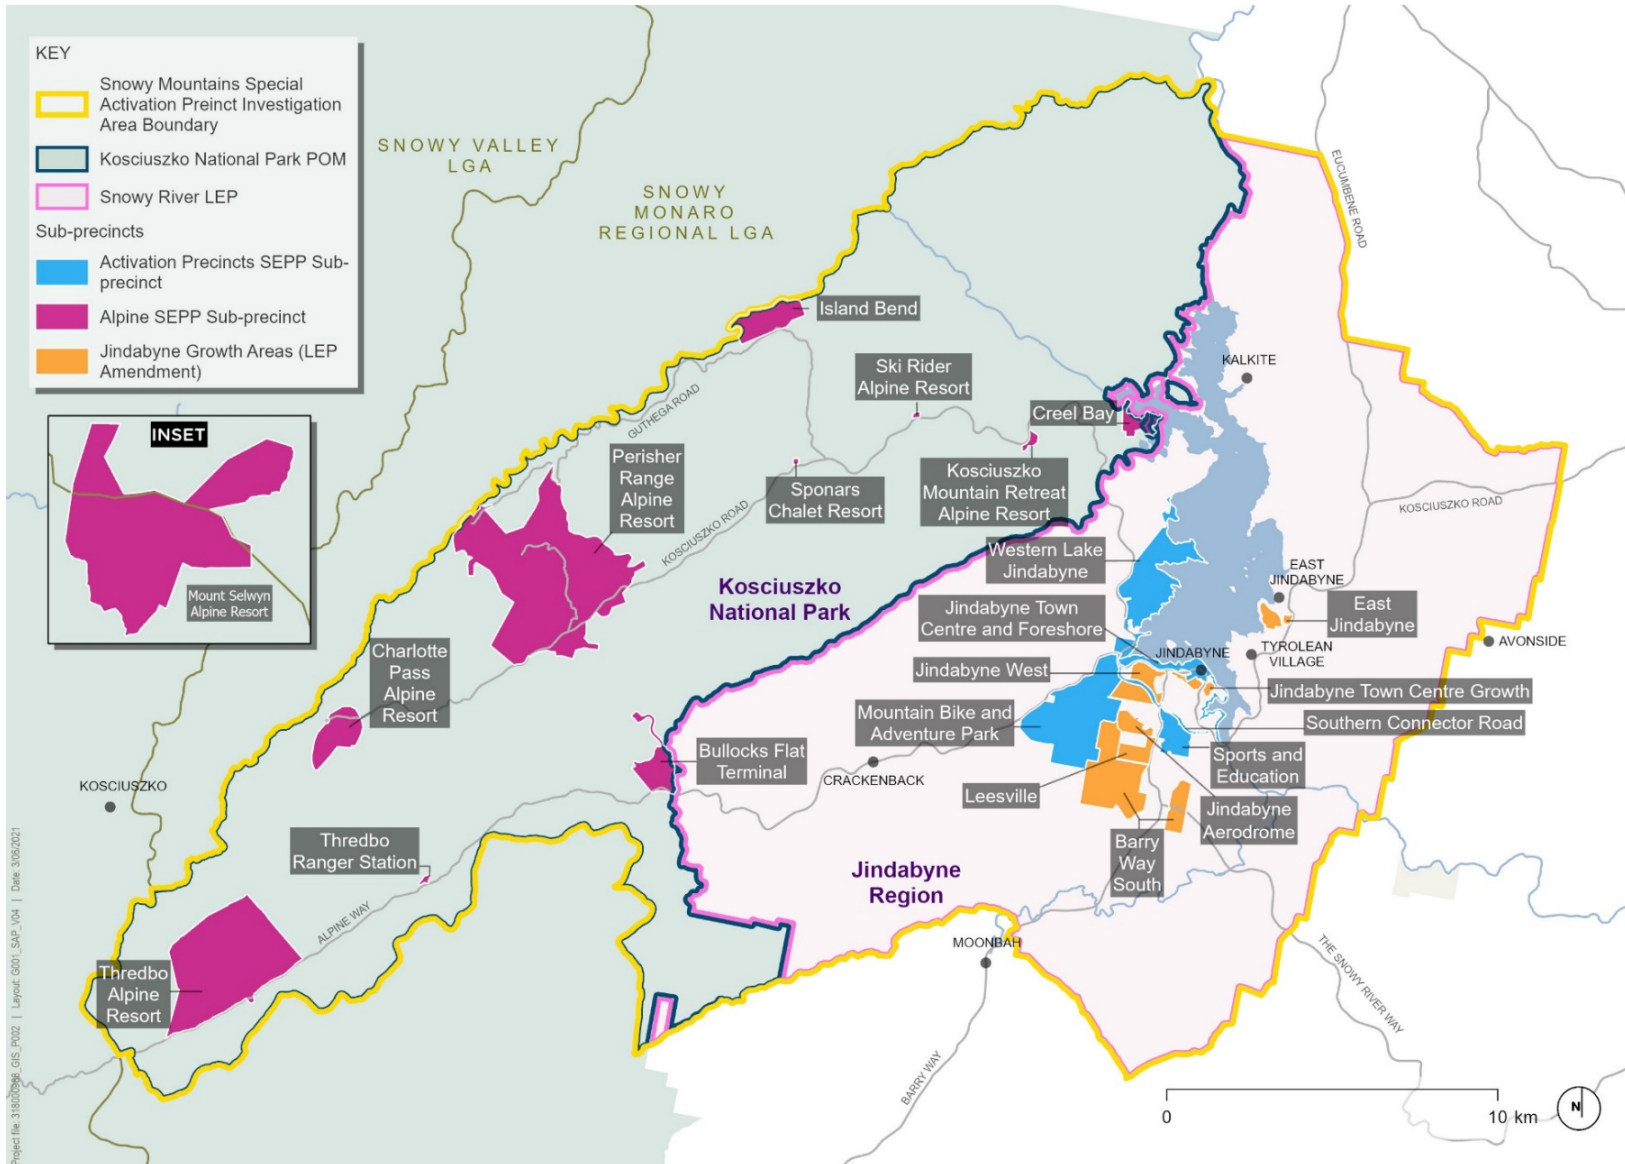 KEY
Snowy Mountains Special
Activation Preinct Investigation
Area Boundary
Kosciuszko National Park POM
Snowy River LEP
Sub-precincts
Activation Precincts SEPP Sub-
precinct
Alpine SEPP Sub-precinct
Jindabyne Growth Areas (LEP
Amendment)
INSET
Mount Selwyn
Alpine Resort
SNOWY VALLEY
LGA
SNOWY
MONARO
REGIONAL LGA
EUCUMBENE ROAD
Island Bend
GUTHEGA ROAD
Ski Rider
Alpine Resort
Creel Bay
KALKITE
Perisher
Range
Alpine
Resort
Sponars
Chalet Resort
Kosciuszko
Mountain Retreat
Alpine Resort
KOSCIUSZKO ROAD
KOSCIUSZKO ROAD
Western Lake
Jindabyne
Kosciuszko
National Park
EAST
JINDABYNE
East
Jindabyne
Jindabyne Town
Centre and Foreshore
JINDABYNE
TYROLEAN
VILLAGE
AVONSIDE
Charlotte
Pass
Alpine
Resort
Jindabyne West
Jindabyne Town Centre Growth
Mountain Bike and
Adventure Park
Southern Connector Road
Bullocks Flat
Terminal
CRACKENBACK
Sports and
Education
KOSCIUSZKO
Leesville
Jindabyne
Aerodrome
Thredbo
Ranger Station
Barry
Way
South
Jindabyne
Region
ALPINE WAY
MOONBAH
Thredbo
Alpine
Resort
THE SNOWY RIVER WAY
BARRY WAY
0 10 km
N
Layout: G001_SAP_V04 | Date: 3/06/2021